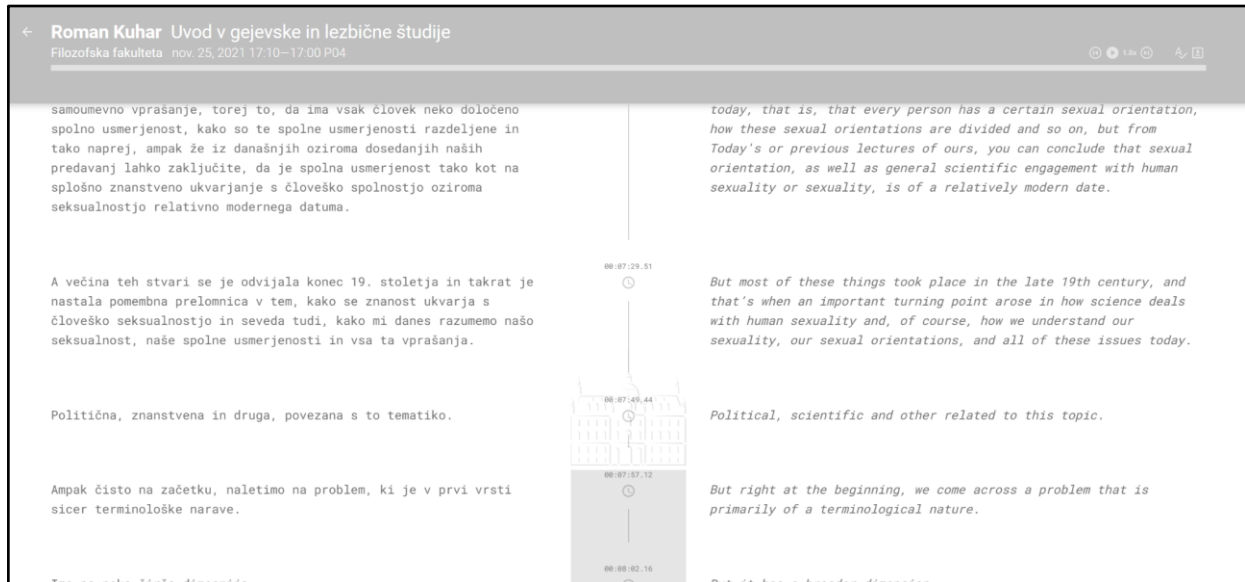 ← Roman Kuhar Uvod v gejevske in lezbične študije
Filozofska fakulteta nov. 25, 2021 17:10—17:00 P04
1.0x
samoumevno vprašanje, torej to, da ima vsak človek neko določeno
spolno usmerjenost, kako so te spolne usmerjenosti razdeljene in
tako naprej, ampak že iz današnjih oziroma dosedanjih naših
predavanj lahko zaključite, da je spolna usmerjenost tako kot na
splošno znanstveno ukvarjanje s človeško spolnostjo oziroma
seksualnostjo relativno modernega datuma.
today, that is, that every person has a certain sexual orientation,
how these sexual orientations are divided and so on, but from
Today's or previous lectures of ours, you can conclude that sexual
orientation, as well as general scientific engagement with human
sexuality or sexuality, is of a relatively modern date.
00:07:29.51
A večina teh stvari se je odvijala konec 19. stoletja in takrat je
nastala pomembna prelomnica v tem, kako se znanost ukvarja s
človeško seksualnostjo in seveda tudi, kako mi danes razumemo našo
seksualnost, naše spolne usmerjenosti in vsa ta vprašanja.
But most of these things took place in the late 19th century, and
that's when an important turning point arose in how science deals
with human sexuality and, of course, how we understand our
sexuality, our sexual orientations, and all of these issues today.
00:07:49.44
Politična, znanstvena in druga, povezana s to tematiko.
Political, scientific and other related to this topic.
00:07:57.12
Ampak čisto na začetku, naletimo na problem, ki je v prvi vrsti
sicer terminološke narave.
But right at the beginning, we come across a problem that is
primarily of a terminological nature.
00:08:02.16